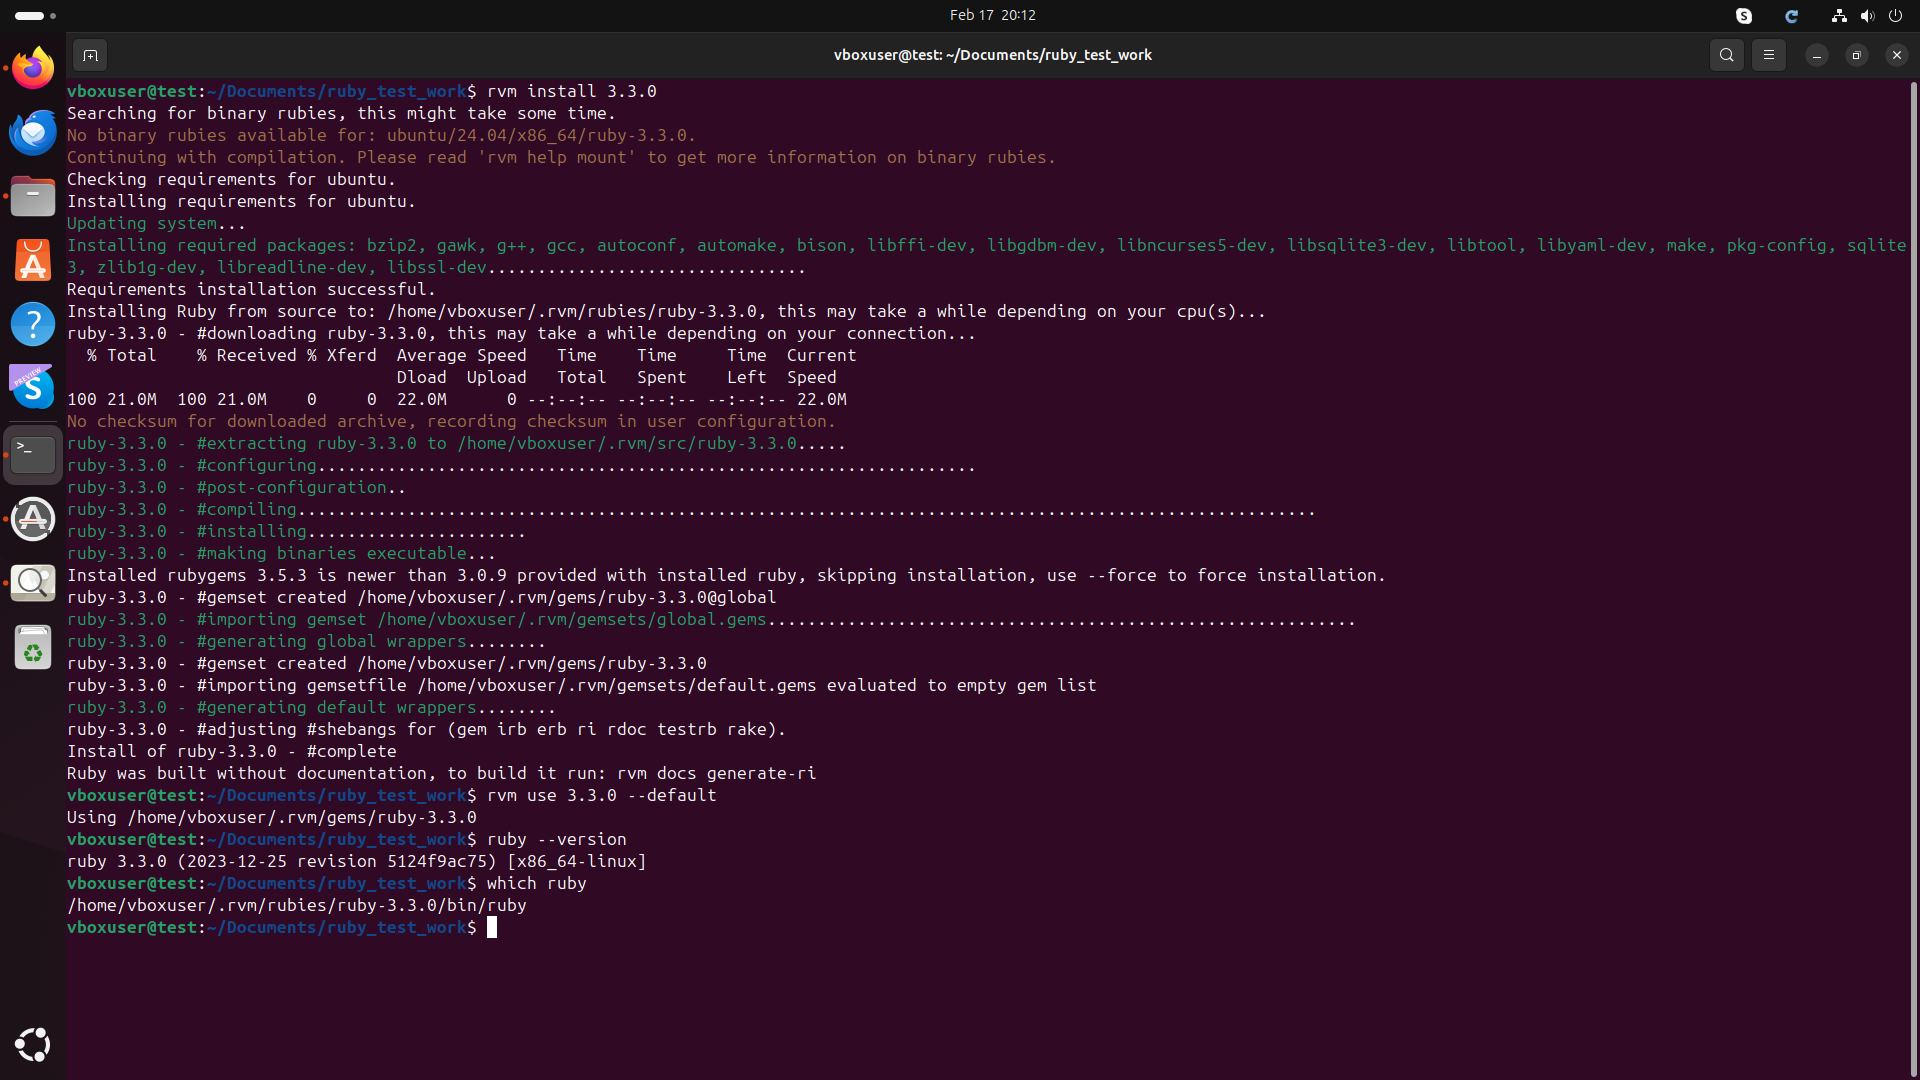 Feb 17 20:12
vboxuser@test: ~/Documents/ruby_test_work
vboxuser@test:~/Documents/ruby_test_work$ rvm install 3.3.0
Searching for binary rubies, this might take some time.
No binary rubies available for: ubuntu/24.04/x86_64/ruby-3.3.0.
Continuing with compilation. Please read 'rvm help mount' to get more information on binary rubies.
Checking requirements for ubuntu.
Installing requirements for ubuntu.
Updating system...
Installing required packages: bzip2, gawk, g++, gcc, autoconf, automake, bison, libffi-dev, libgdbm-dev, libncurses5-dev, libsqlite3-dev, libtool, libyaml-dev, make, pkg-config, sqlite
3, zlib1g-dev, libreadline-dev, libssl-dev................................
Requirements installation successful.
Installing Ruby from source to: /home/vboxuser/.rvm/rubies/ruby-3.3.0, this may take a while depending on your cpu(s)...
ruby-3.3.0 - #downloading ruby-3.3.0, this may take a while depending on your connection...
  % Total    % Received % Xferd  Average Speed   Time    Time     Time  Current
                                 Dload  Upload   Total   Spent    Left  Speed
100 21.0M  100 21.0M    0     0  22.0M      0 --:--:-- --:--:-- --:--:-- 22.0M
No checksum for downloaded archive, recording checksum in user configuration.
ruby-3.3.0 - #extracting ruby-3.3.0 to /home/vboxuser/.rvm/src/ruby-3.3.0.....
ruby-3.3.0 - #configuring..................................................................
ruby-3.3.0 - #post-configuration..
ruby-3.3.0 - #compiling......................................................................................................
ruby-3.3.0 - #installing......................
ruby-3.3.0 - #making binaries executable...
Installed rubygems 3.5.3 is newer than 3.0.9 provided with installed ruby, skipping installation, use --force to force installation.
ruby-3.3.0 - #gemset created /home/vboxuser/.rvm/gems/ruby-3.3.0@global
ruby-3.3.0 - #importing gemset /home/vboxuser/.rvm/gemsets/global.gems...........................................................
ruby-3.3.0 - #generating global wrappers........
ruby-3.3.0 - #gemset created /home/vboxuser/.rvm/gems/ruby-3.3.0
ruby-3.3.0 - #importing gemsetfile /home/vboxuser/.rvm/gemsets/default.gems evaluated to empty gem list
ruby-3.3.0 - #generating default wrappers........
ruby-3.3.0 - #adjusting #shebangs for (gem irb erb ri rdoc testrb rake).
Install of ruby-3.3.0 - #complete
Ruby was built without documentation, to build it run: rvm docs generate-ri
vboxuser@test:~/Documents/ruby_test_work$ rvm use 3.3.0 --default
Using /home/vboxuser/.rvm/gems/ruby-3.3.0
vboxuser@test:~/Documents/ruby_test_work$ ruby --version
ruby 3.3.0 (2023-12-25 revision 5124f9ac75) [x86_64-linux]
vboxuser@test:~/Documents/ruby_test_work$ which ruby
/home/vboxuser/.rvm/rubies/ruby-3.3.0/bin/ruby
vboxuser@test:~/Documents/ruby_test_work$
PREVIEW